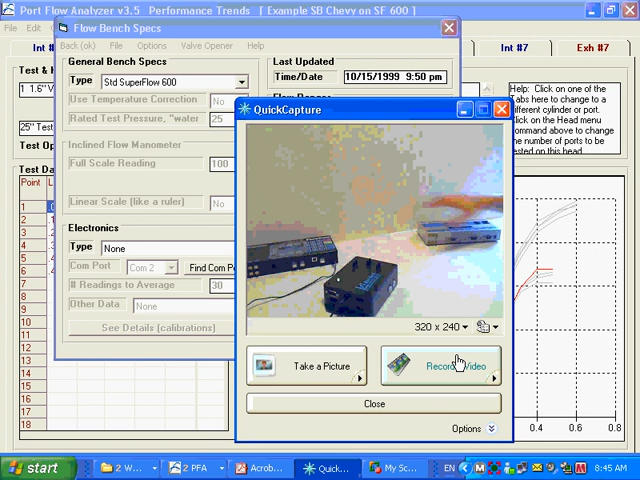 Port Flow Analyzer v3.5 Performance Trends [ Example SB Chevy on SF 600 ]
File Edit
Flow Bench Specs
Back (ok) File Options Valve Opener Help
Int #7 Exh #7
General Bench Specs
Type Std SuperFlow 600
Use Temperature Correction No
Rated Test Pressure, "water 25
Last Updated
Time/Date 10/15/1999 9:50 pm
Inclined Flow Manometer
Full Scale Reading 100
Linear Scale (like a ruler) No
Electronics
Type None
Com Port Com 2 Find Com
# Readings to Average 30
Other Data None
See Details (calibrations)
25" Test
Test Da
Point
1
2 .1
3
4
5
6
7
8
9
10
11
12
13
14
15
16
17
18
Help: Click on one of the
Tabs here to change to a
different cylinder or port.
Click on the Head menu
command above to change
the number of ports to be
tested on this head.
0.4 0.6 0.8
QuickCapture
320 x 240
Take a Picture
Record Video
Close
Options
start 2 W... 2 PFA Acrob... Quick... My Sc... EN 8:45 AM